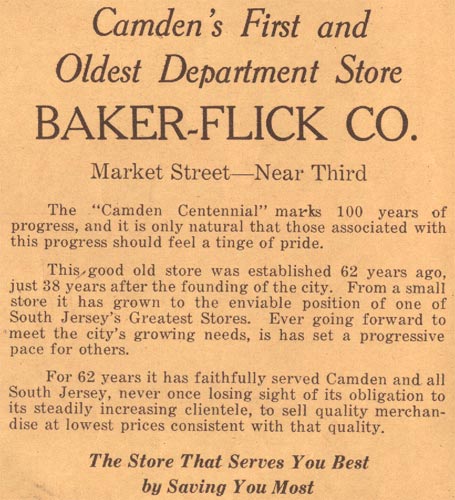 Camden's First and
Oldest Department Store
BAKER-FLICK CO.
Market Street—Near Third
The "Camden Centennial" marks 100 years of
progress, and it is only natural that those associated with
this progress should feel a tinge of pride.
This good old store was established 62 years ago,
just 38 years after the founding of the city. From a small
store it has grown to the enviable position of one of
South Jersey's Greatest Stores. Ever going forward to
meet the city's growing needs, is has set a progressive
pace for others.
For 62 years it has faithfully served Camden and all
South Jersey, never once losing sight of its obligation to
its steadily increasing clientele, to sell quality merchan-
dise at lowest prices consistent with that quality.
The Store That Serves You Best
by Saving You Most